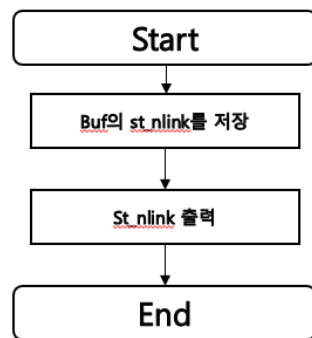 Start
Buf의 st_nlink를 저장
St_nlink 출력
End